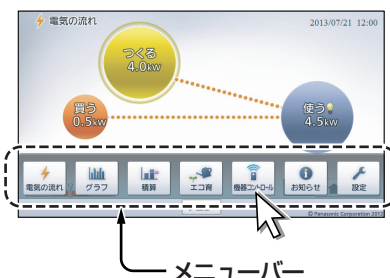 電気の流れ
2013/07/21 12:00
つくる
4.0kw
買う
0.5kw
使う
4.5kw
電気の流れ
グラフ
積算
エコ育
機器コントロール
お知らせ
設定
© Panasonic Corporation 2012
メニューバー